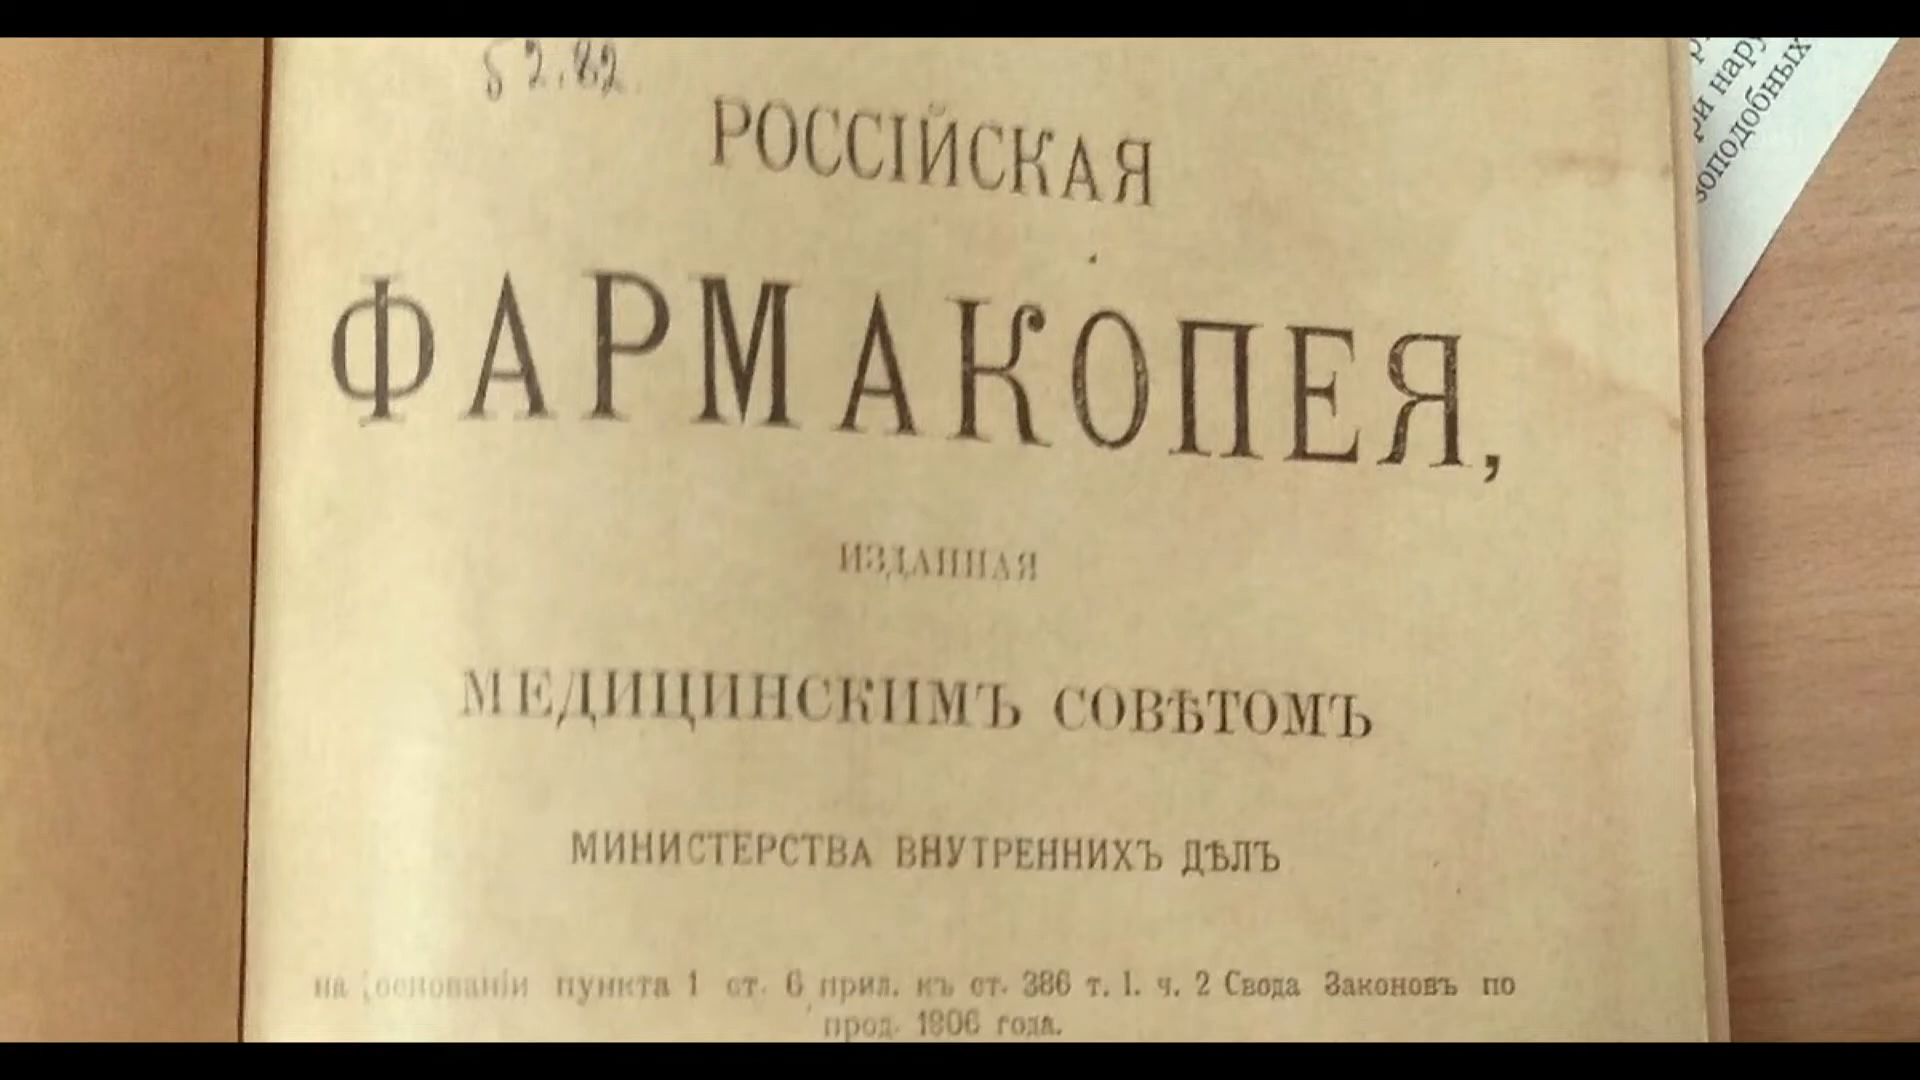 52.82
РОССІЙСКАЯ
ФАРМАКОПЕЯ,
ИЗДАННАЯ
МЕДИЦИНСКИМЪ СОВѢТОМЪ
МИНИСТЕРСТВА ВНУТРЕННИХЪ ДѢЛЪ
на основаніи пункта 1 ст. 6 прил. къ ст. 386 т. I. ч. 2 Свода Законовъ по
прод. 1906 года.